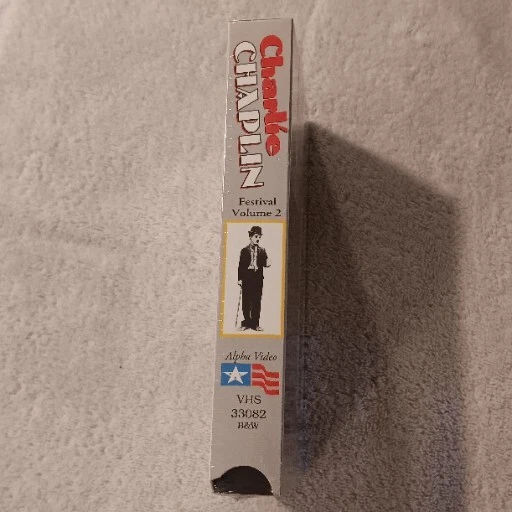 Charlie
CHAPLIN
Festival
Volume 2
Alpha Video
VHS
33082
B&W